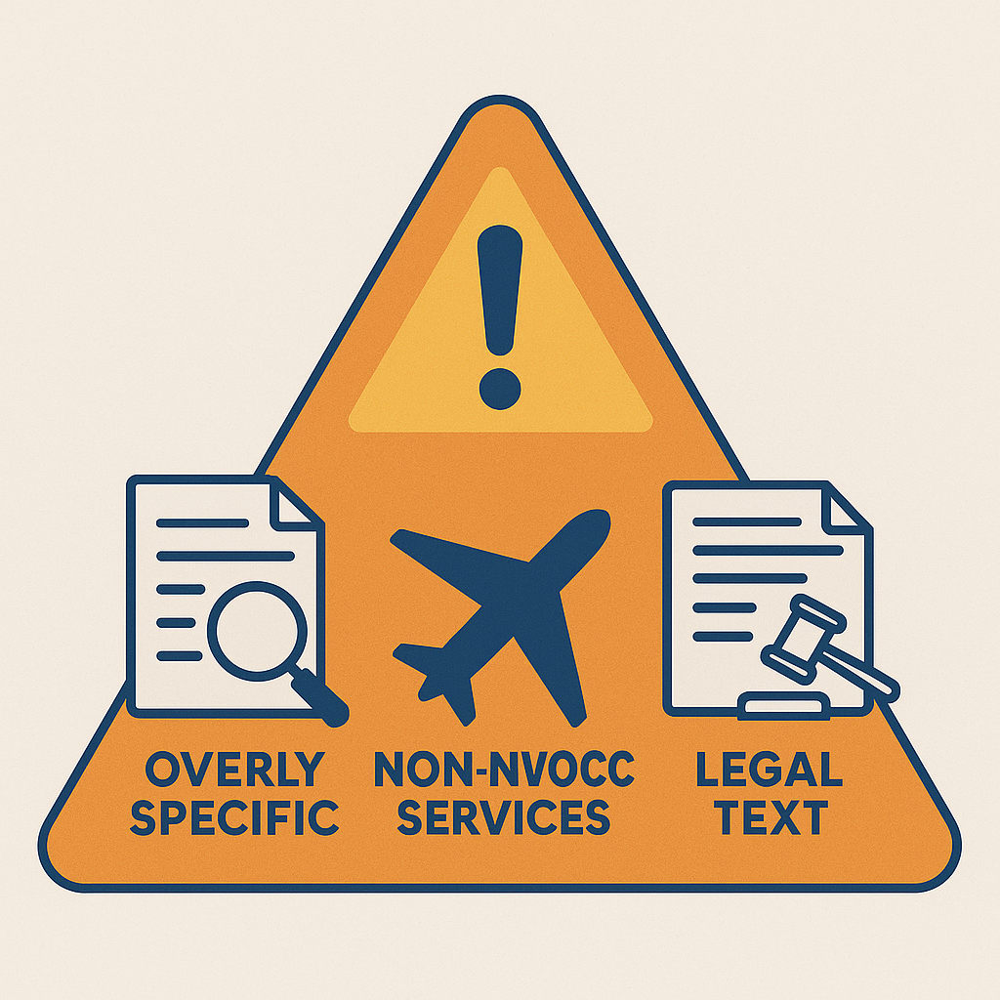 !
OVERLY
SPECIFIC
NON-NVOCC
SERVICES
LEGAL
TEXT